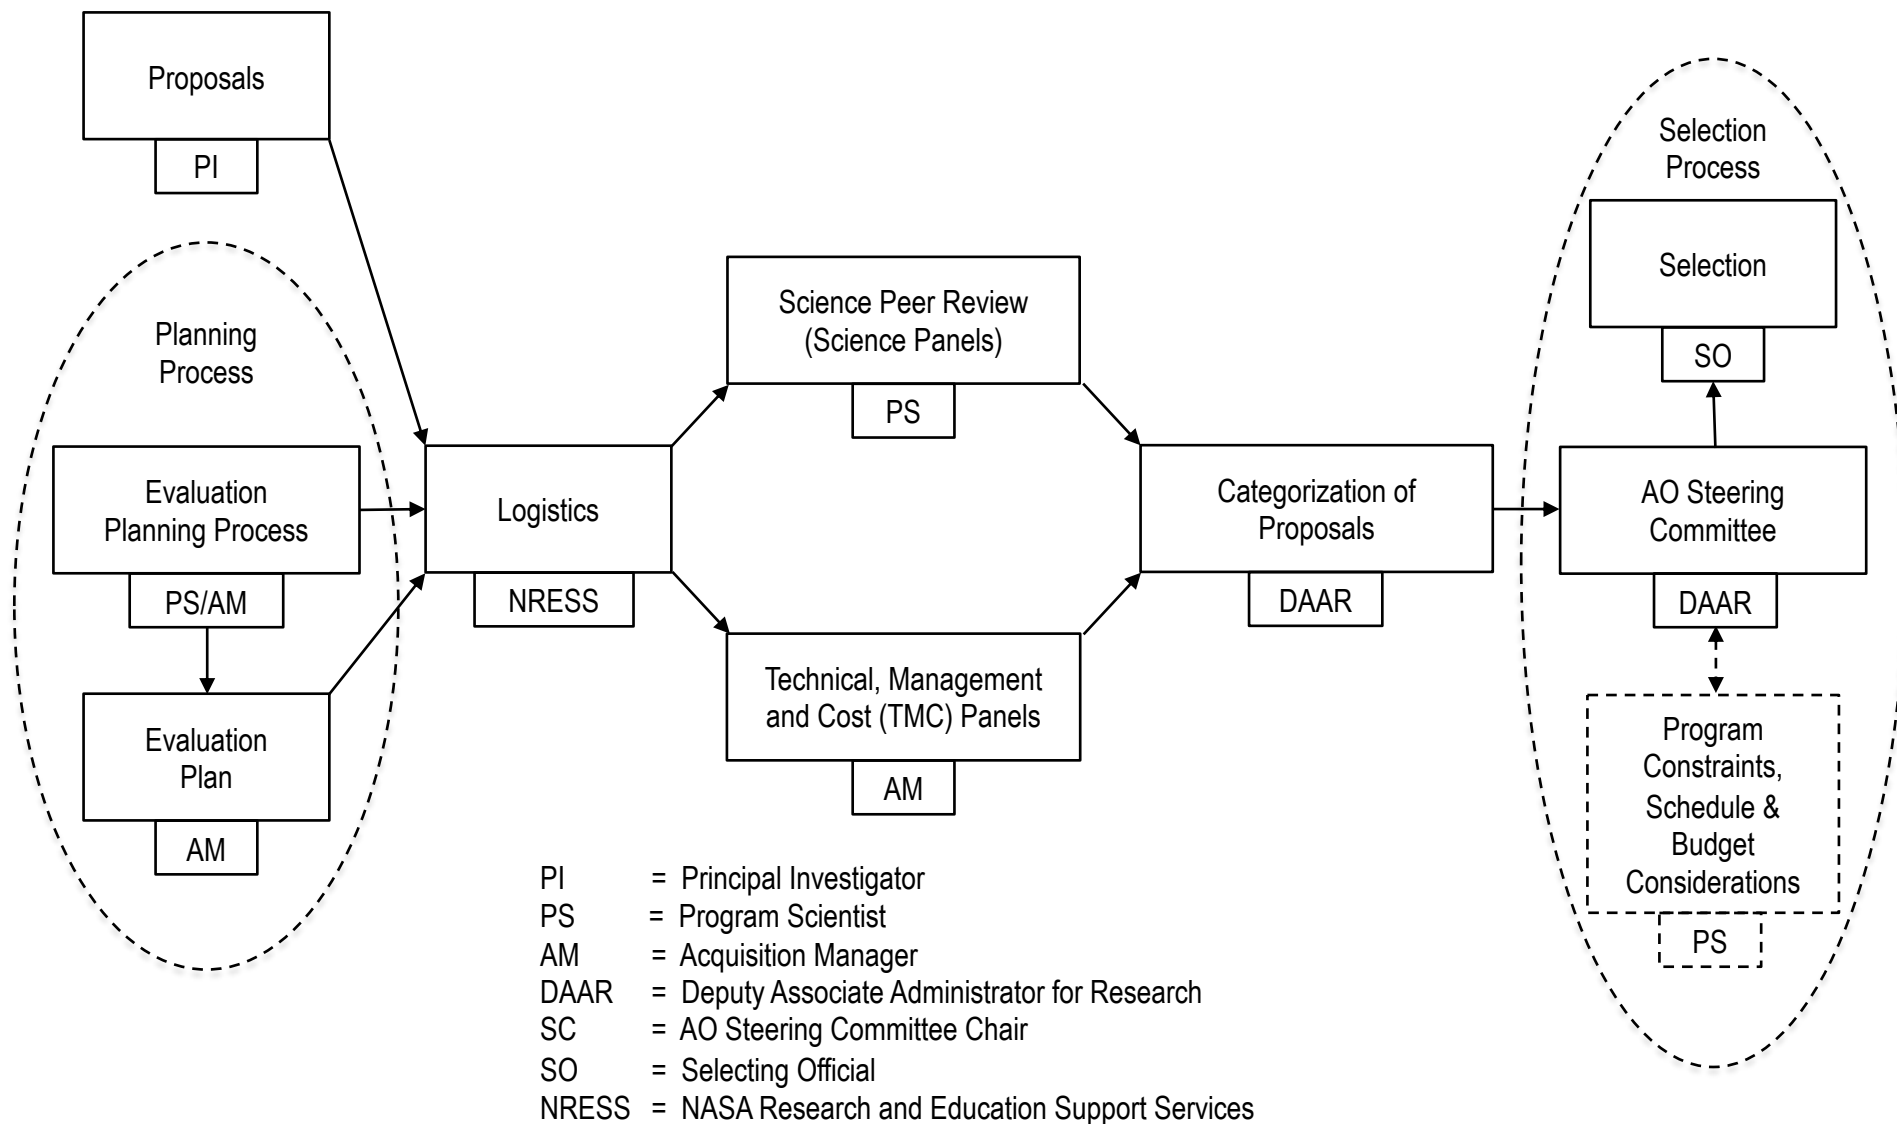 Proposals
PI
Planning
Process
Evaluation
Planning Process
PS/AM
Evaluation
Plan
AM
Logistics
NRESS
Science Peer Review
(Science Panels)
PS
Technical, Management
and Cost (TMC) Panels
AM
Categorization of
Proposals
DAAR
Selection
Process
Selection
SO
AO Steering
Committee
DAAR
Program
Constraints,
Schedule &
Budget
Considerations
PS
PI = Principal Investigator
PS = Program Scientist
AM = Acquisition Manager
DAAR = Deputy Associate Administrator for Research
SC = AO Steering Committee Chair
SO = Selecting Official
NRESS = NASA Research and Education Support Services